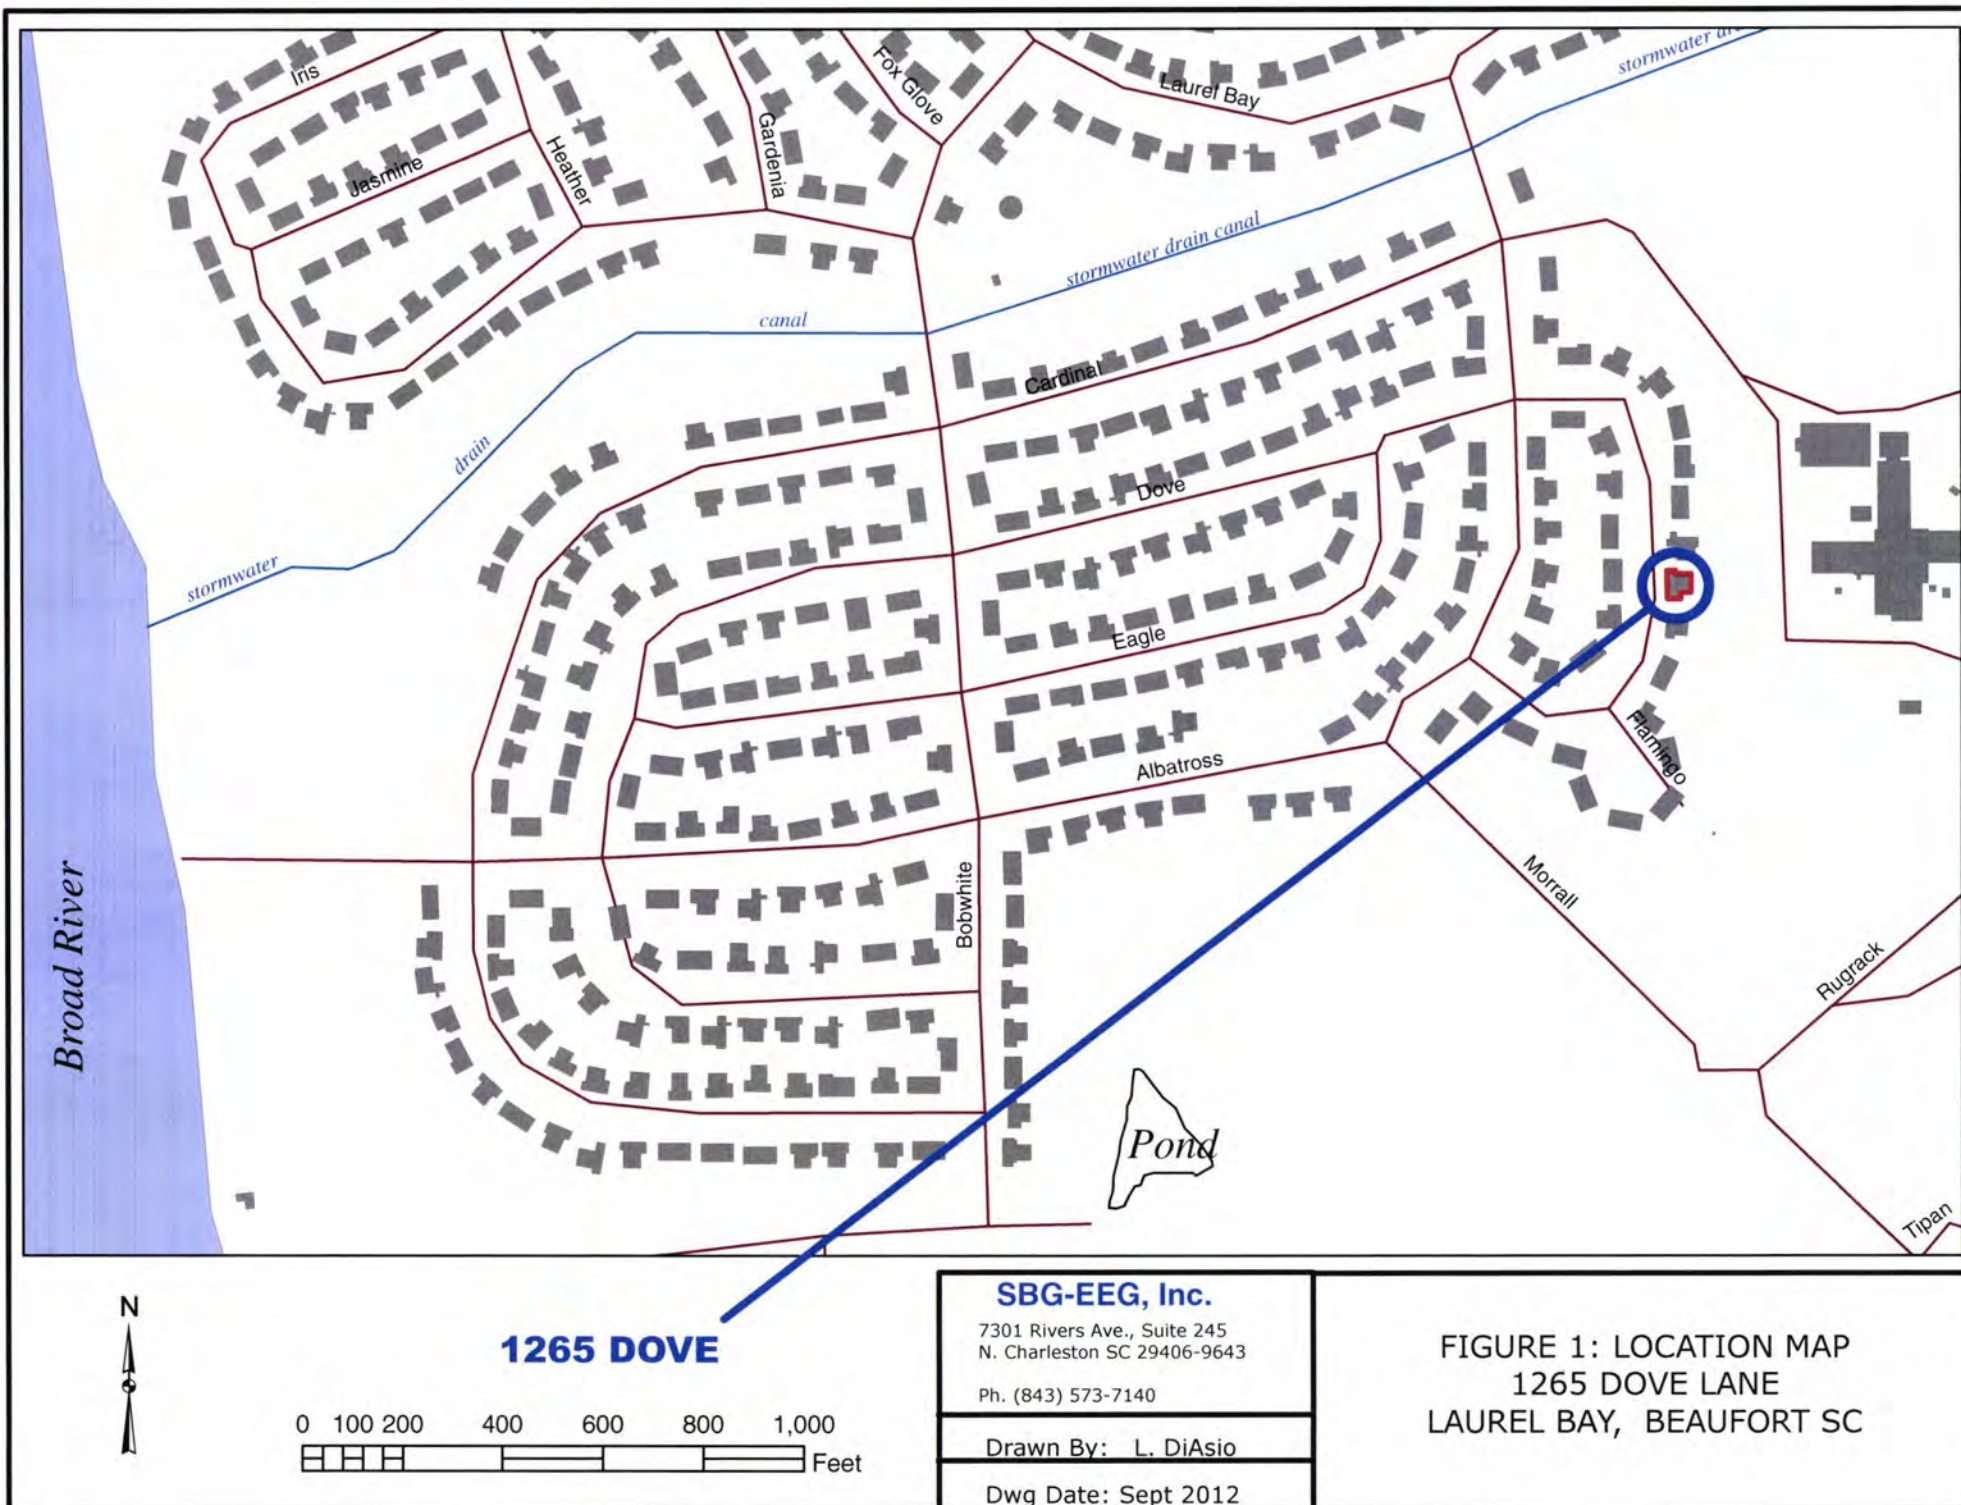 Iris
Jasmine
Heather
Gardenia
Fox Glove
Laurel Bay
stormwater
stormwater drain canal
canal
drain
stormwater
Cardinal
Dove
Eagle
Albatross
Flamingo
Morrall
Bobwhite
Rugrack
Tipan
Broad River
Pond
N
1265 DOVE
0 100 200 400 600 800 1,000
Feet
SBG-EEG, Inc.
7301 Rivers Ave., Suite 245
N. Charleston SC 29406-9643
Ph. (843) 573-7140
Drawn By: L. DiAsio
Dwg Date: Sept 2012
FIGURE 1: LOCATION MAP
1265 DOVE LANE
LAUREL BAY, BEAUFORT SC